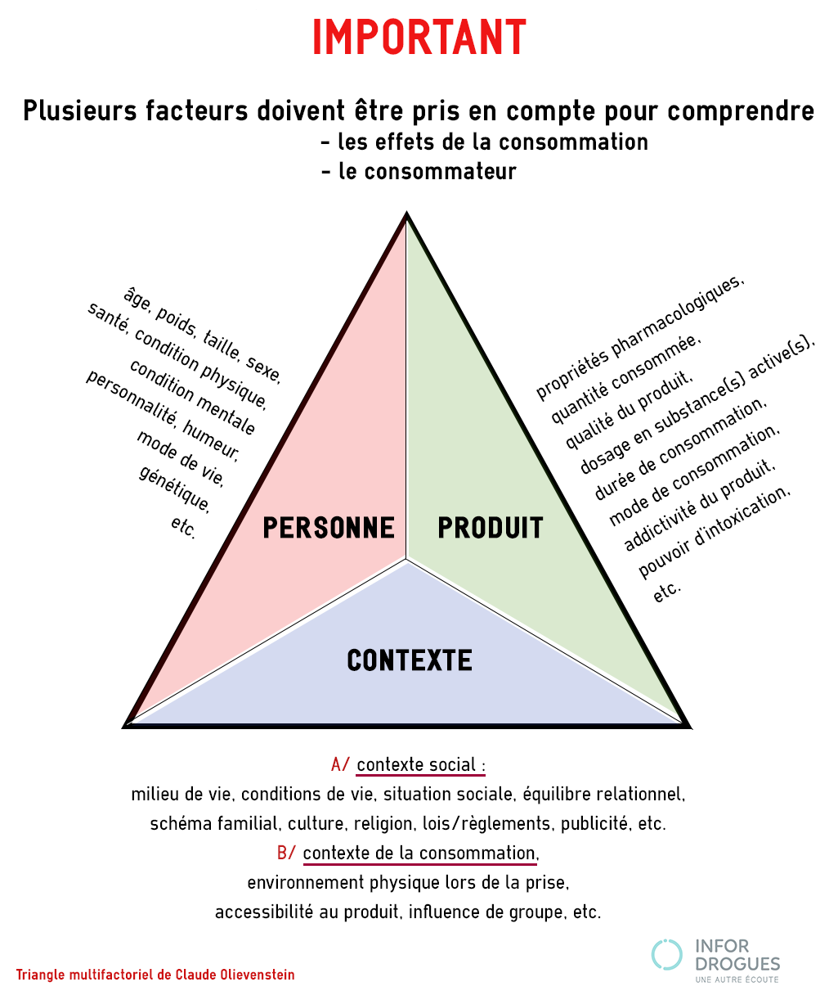 IMPORTANT
Plusieurs facteurs doivent être pris en compte pour comprendre
- les effets de la consommation
- le consommateur
âge, poids, taille, sexe,
santé, condition physique,
condition mentale
personnalité, humeur,
mode de vie,
génétique,
etc.
propriétés pharmacologiques,
quantité consommée,
qualité du produit,
dosage en substance(s) active(s),
durée de consommation,
mode de consommation,
addictivité du produit,
pouvoir d'intoxication,
etc.
PERSONNE
PRODUIT
CONTEXTE
A/ contexte social :
milieu de vie, conditions de vie, situation sociale, équilibre relationnel,
schéma familial, culture, religion, lois/règlements, publicité, etc.
B/ contexte de la consommation,
environnement physique lors de la prise,
accessibilité au produit, influence de groupe, etc.
INFOR
DROGUES
UNE AUTRE ÉCOUTE
Triangle multifactoriel de Claude Olievenstein